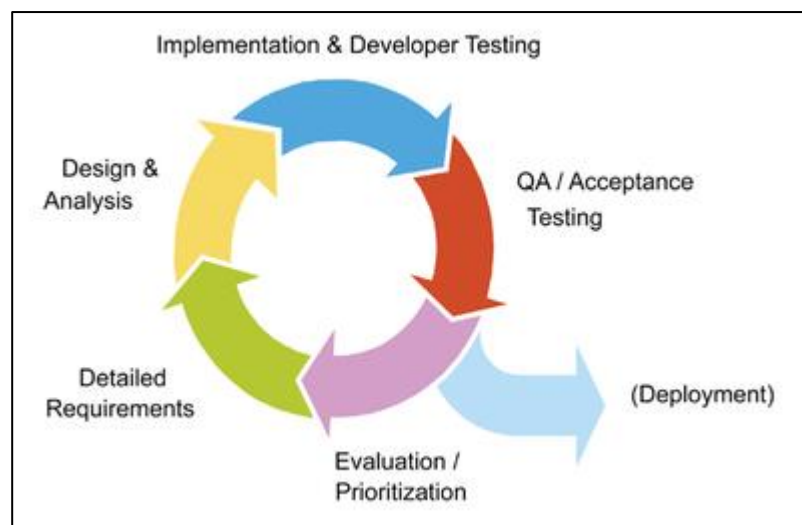 Implementation & Developer Testing
Design &
Analysis
QA / Acceptance
Testing
Detailed
Requirements
(Deployment)
Evaluation /
Prioritization